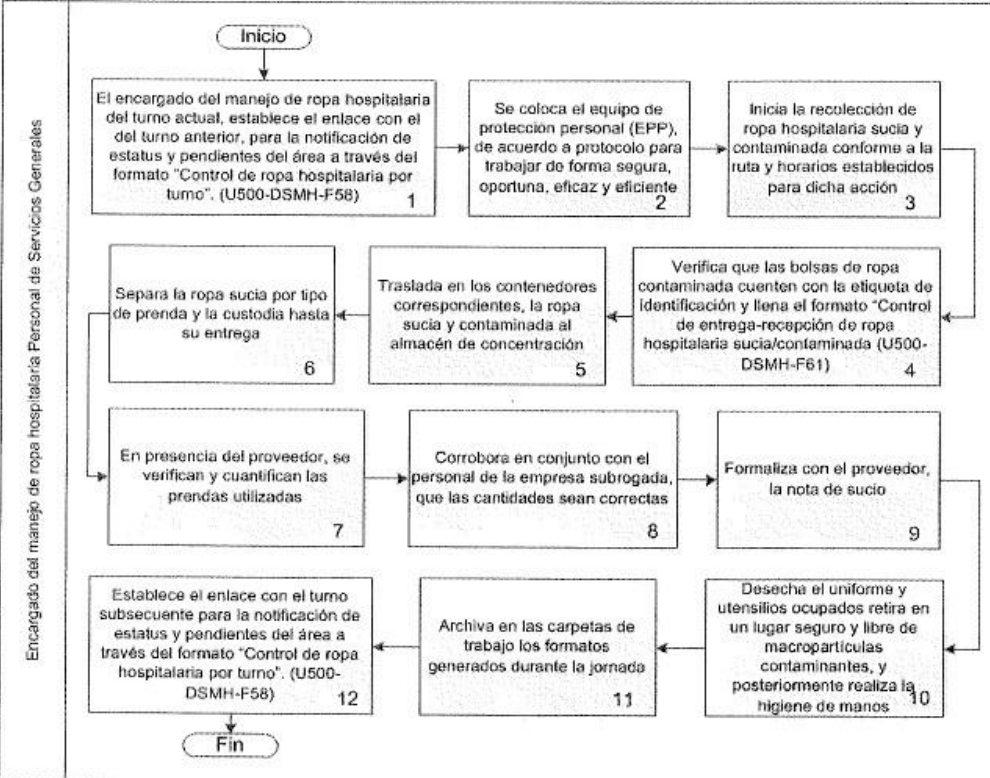 Encargado del manejo de ropa hospitalaria Personal de Servicios Generales
Inicio
El encargado del manejo de ropa hospitalaria
del turno actual, establece el enlace con el
del turno anterior, para la notificación de
estatus y pendientes del área a través del
formato "Control de ropa hospitalaria por
turno". (U500-DSMH-F58)
1
Se coloca el equipo de
protección personal (EPP),
de acuerdo a protocolo para
trabajar de forma segura,
oportuna, eficaz y eficiente
2
Inicia la recolección de
ropa hospitalaria sucia y
contaminada conforme a la
ruta y horarios establecidos
para dicha acción
3
Verifica que las bolsas de ropa
contaminada cuenten con la etiqueta de
identificación y llena el formato "Control
de entrega-recepción de ropa
hospitalaria sucia/contaminada (U500-
DSMH-F61)
4
Traslada en los contenedores
correspondientes, la ropa
sucia y contaminada al
almacén de concentración
5
Separa la ropa sucia por tipo
de prenda y la custodia hasta
su entrega
6
En presencia del proveedor, se
verifican y cuantifican las
prendas utilizadas
7
Corrobora en conjunto con el
personal de la empresa subrogada,
que las cantidades sean correctas
8
Formaliza con el proveedor,
la nota de sucio
9
Desecha el uniforme y
utensilios ocupados retira en
un lugar seguro y libre de
macropartículas
contaminantes, y
posteriormente realiza la
higiene de manos
10
Archiva en las carpetas de
trabajo los formatos
generados durante la jornada
11
Establece el enlace con el turno
subsecuente para la notificación de
estatus y pendientes del área a
través del formato "Control de ropa
hospitalaria por turno". (U500-
DSMH-F58)
12
Fin